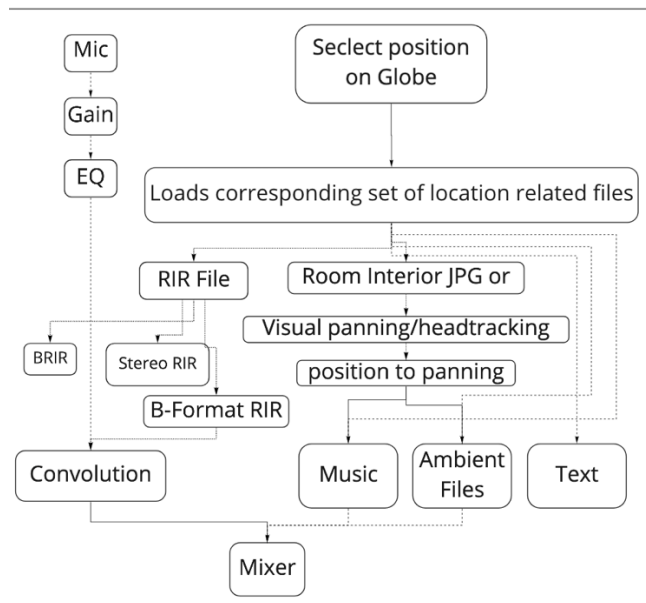 Mic
Seclect position
on Globe
Gain
EQ
Loads corresponding set of location related files
RIR File
Room Interior JPG or
Visual panning/headtracking
BRIR
Stereo RIR
position to panning
B-Format RIR
Convolution
Music
Ambient
Files
Text
Mixer